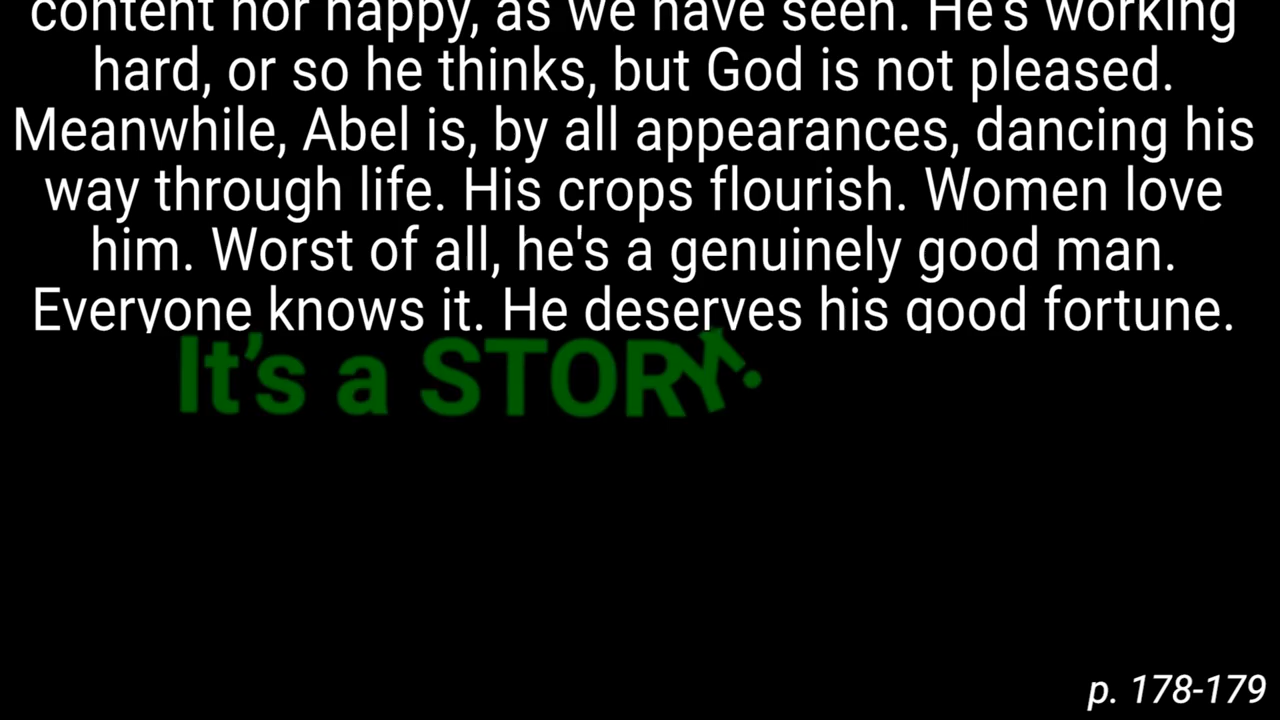 content nor happy, as we have seen. He's working
hard, or so he thinks, but God is not pleased.
Meanwhile, Abel is, by all appearances, dancing his
way through life. His crops flourish. Women love
him. Worst of all, he's a genuinely good man.
Everyone knows it. He deserves his good fortune.
It’s a STORY.
p. 178-179